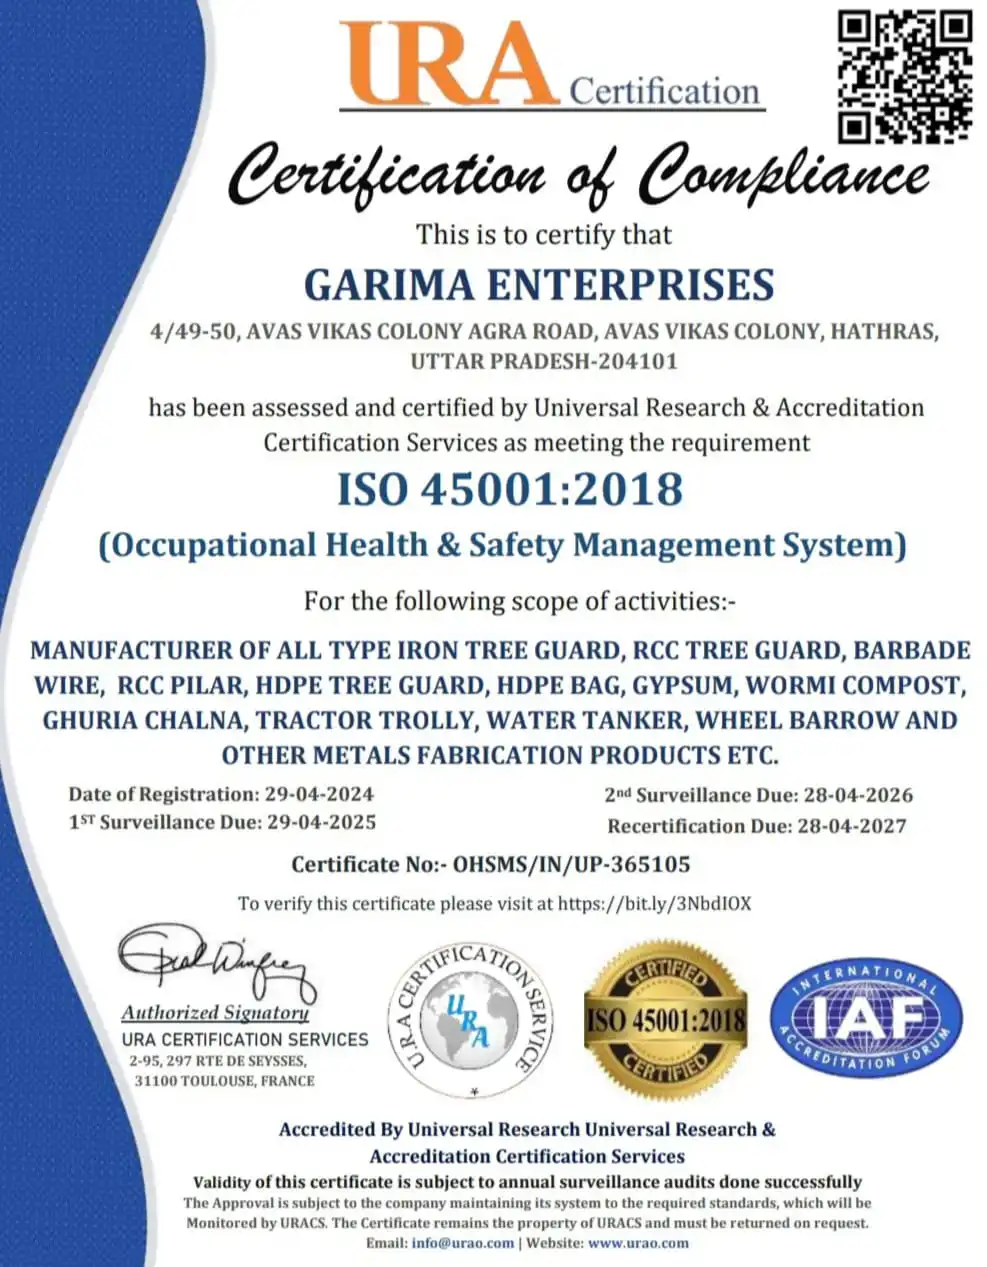 URA Certification
Certification of Compliance
This is to certify that
GARIMA ENTERPRISES
4/49-50, AVAS VIKAS COLONY AGRA ROAD, AVAS VIKAS COLONY, HATHRAS,
UTTAR PRADESH-204101
has been assessed and certified by Universal Research & Accreditation
Certification Services as meeting the requirement
ISO 45001:2018
(Occupational Health & Safety Management System)
For the following scope of activities:-
MANUFACTURER OF ALL TYPE IRON TREE GUARD, RCC TREE GUARD, BARBADE
WIRE, RCC PILAR, HDPE TREE GUARD, HDPE BAG, GYPSUM, WORMI COMPOST,
GHURIA CHALNA, TRACTOR TROLLY, WATER TANKER, WHEEL BARROW AND
OTHER METALS FABRICATION PRODUCTS ETC.
Date of Registration: 29-04-2024
1ST Surveillance Due: 29-04-2025
2nd Surveillance Due: 28-04-2026
Recertification Due: 28-04-2027
Certificate No:- OHSMS/IN/UP-365105
To verify this certificate please visit at https://bit.ly/3NbdIOX
Authorized Signatory
URA CERTIFICATION SERVICES
2-95, 297 RTE DE SEYSSES,
31100 TOULOUSE, FRANCE
URA CERTIFICATION SERVICE
URA
*
CERTIFIED
ISO 45001:2018
CERTIFIED
INTERNATIONAL
IAF
ACCREDITATION FORUM
Accredited By Universal Research Universal Research &
Accreditation Certification Services
Validity of this certificate is subject to annual surveillance audits done successfully
The Approval is subject to the company maintaining its system to the required standards, which will be
Monitored by URACS. The Certificate remains the property of URACS and must be returned on request.
Email: info@urao.com | Website: www.urao.com